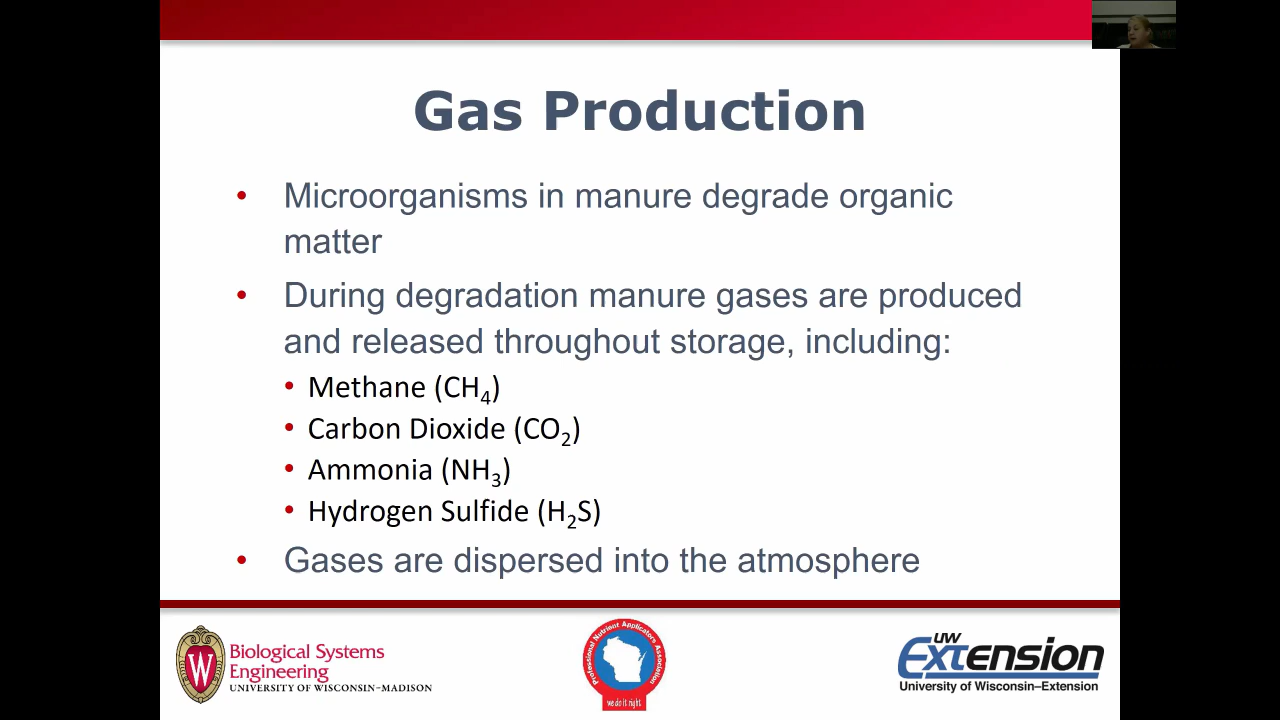 Gas Production
• Microorganisms in manure degrade organic
matter
• During degradation manure gases are produced
and released throughout storage, including:
• Methane (CH₄)
• Carbon Dioxide (CO₂)
• Ammonia (NH₃)
• Hydrogen Sulfide (H₂S)
• Gases are dispersed into the atmosphere
W
Biological Systems
Engineering
UNIVERSITY OF WISCONSIN–MADISON
Professional Nutrient Applicators Association
we do it right
UW
Extension
University of Wisconsin–Extension